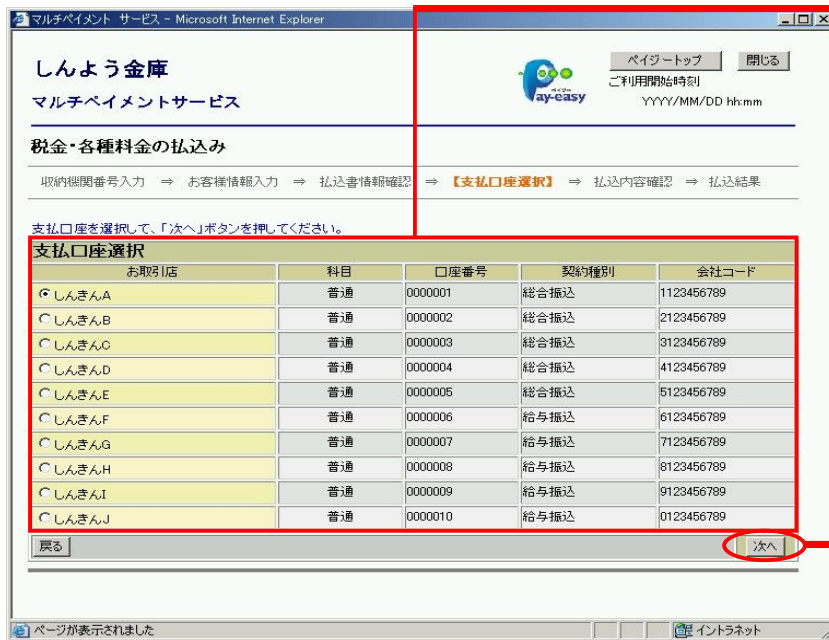 マルチペイメント サービス - Microsoft Internet Explorer
しんよう金庫
マルチペイメントサービス
ペイジー
Pay-easy
ペイジートップ 閉じる
ご利用開始時刻
YYYY/MM/DD hh:mm
税金・各種料金の払込み
収納機関番号入力 ⇒ お客様情報入力 ⇒ 払込書情報確認 ⇒ 【支払口座選択】 ⇒ 払込内容確認 ⇒ 払込結果
支払口座を選択して、「次へ」ボタンを押してください。
支払口座選択
お取引店 科目 口座番号 契約種別 会社コード
しんきんA 普通 0000001 総合振込 1123456789
しんきんB 普通 0000002 総合振込 2123456789
しんきんC 普通 0000003 総合振込 3123456789
しんきんD 普通 0000004 総合振込 4123456789
しんきんE 普通 0000005 総合振込 5123456789
しんきんF 普通 0000006 給与振込 6123456789
しんきんG 普通 0000007 給与振込 7123456789
しんきんH 普通 0000008 給与振込 8123456789
しんきんI 普通 0000009 給与振込 9123456789
しんきんJ 普通 0000010 給与振込 0123456789
戻る 次へ
ページが表示されました イントラネット